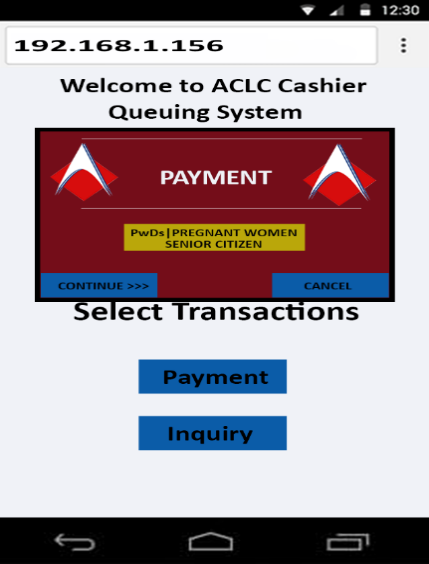 12:30
192.168.1.156
Welcome to ACLC Cashier
Queuing System
PAYMENT
PwDs|PREGNANT WOMEN
SENIOR CITIZEN
CONTINUE >>> CANCEL
Select Transactions
Payment
Inquiry